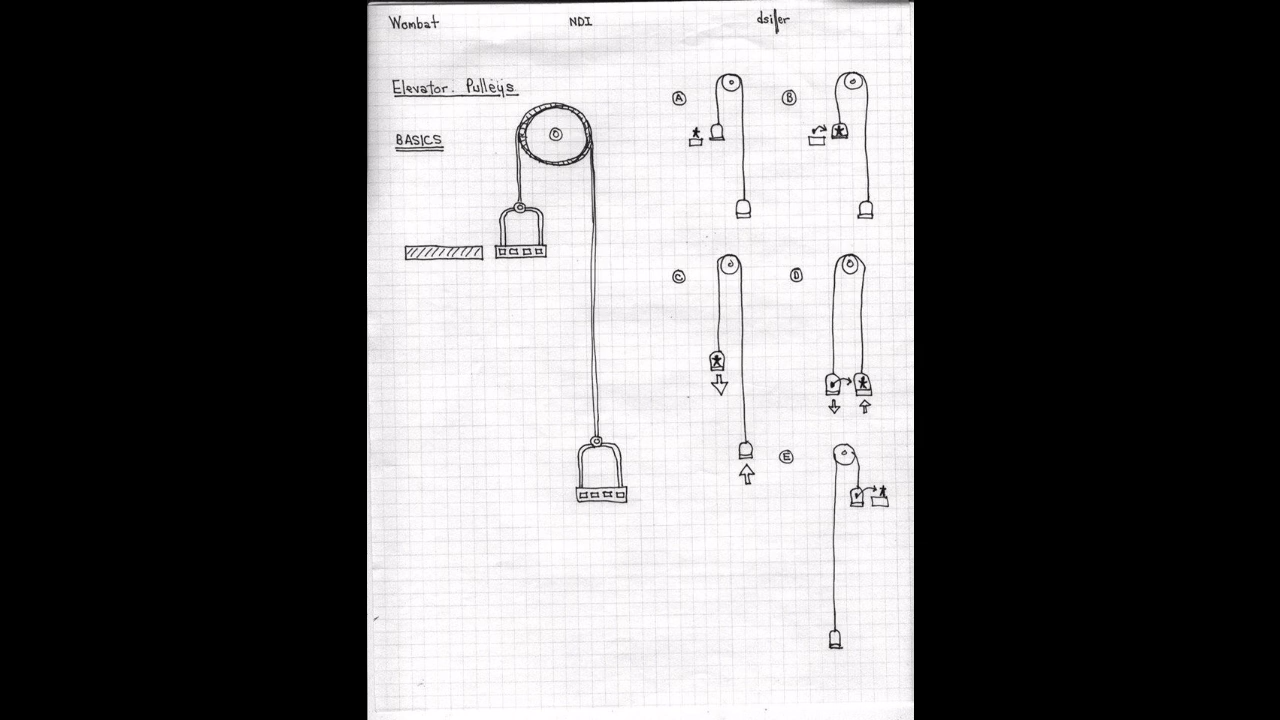 Wombat NDI dsiler
Elevator. Pulleys
BASICS
A B
C D
E